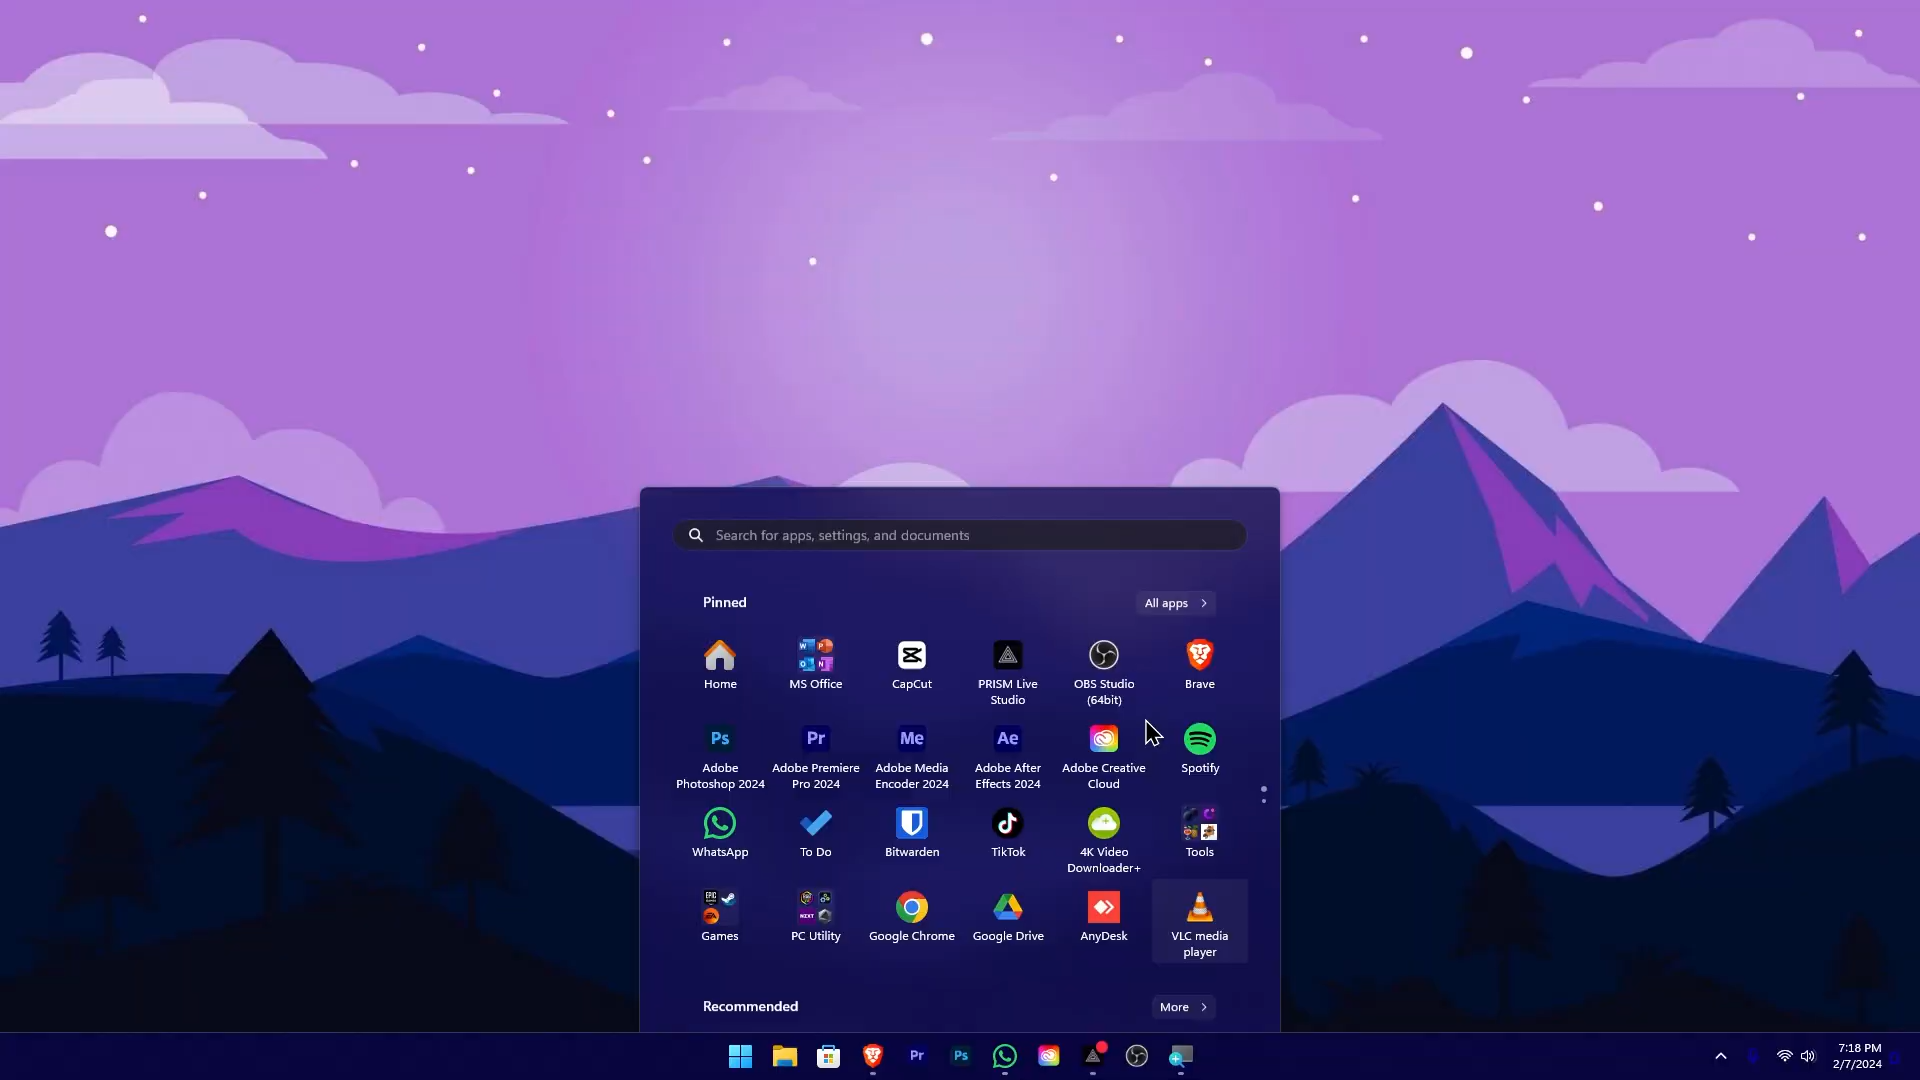 Search for apps, settings, and documents
Pinned
All apps
Home
MS Office
CapCut
PRISM Live
Studio
OBS Studio
(64bit)
Brave
Ps
Pr
Me
Ae
Adobe
Photoshop 2024
Adobe Premiere
Pro 2024
Adobe Media
Encoder 2024
Adobe After
Effects 2024
Adobe Creative
Cloud
Spotify
WhatsApp
To Do
Bitwarden
TikTok
4K Video
Downloader+
Tools
EPIC
EA
NZXT
Games
PC Utility
Google Chrome
Google Drive
AnyDesk
VLC media
player
Recommended
More
Pr
Ps
7:18 PM
2/7/2024